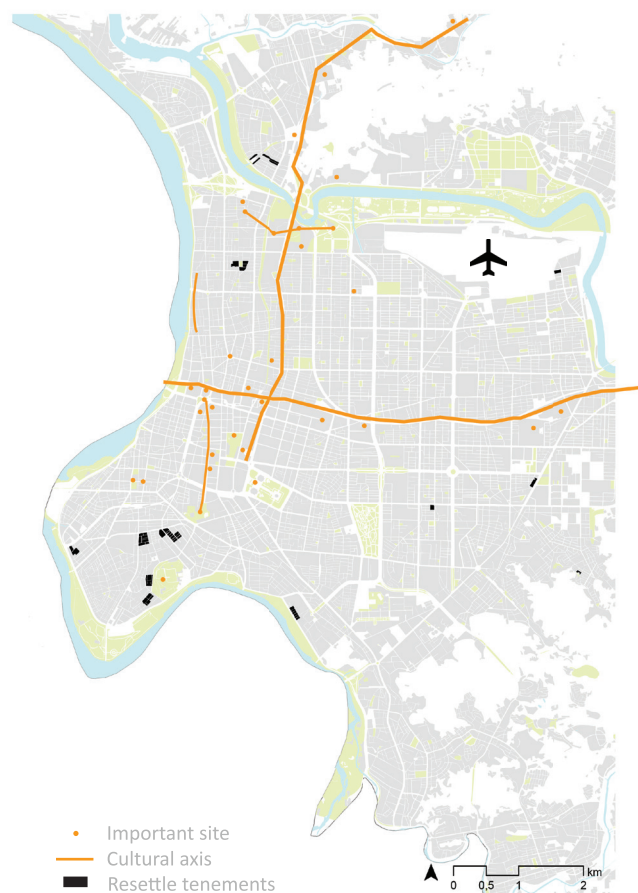 Important site
Cultural axis
Resettle tenements
km
0 0,5 1 2